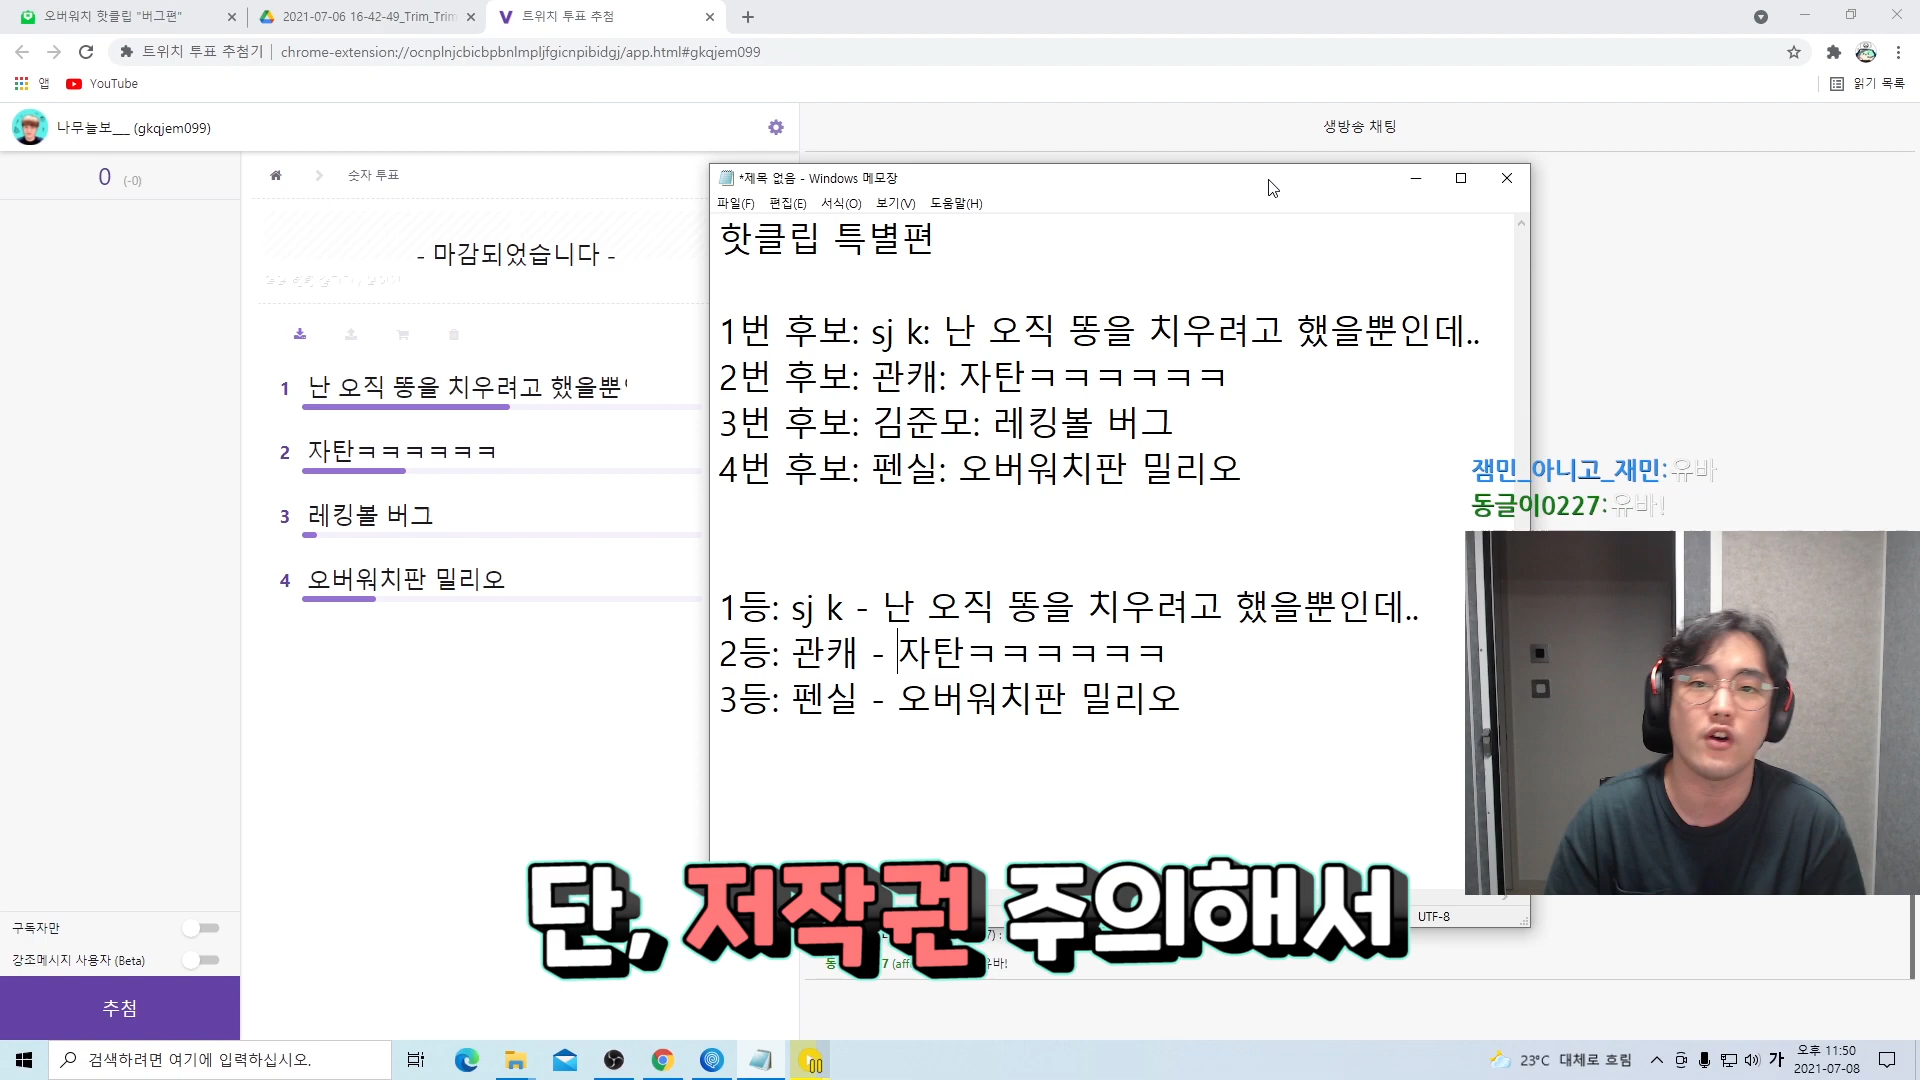 오버워치 핫클립 "버그편"
2021-07-06 16-42-49_Trim_Trim
트위치 투표 추첨
트위치 투표 추첨기
chrome-extension://ocnplnjcbicbpbnlmpljfgicnpibidgj/app.html#gkqjem099
앱
YouTube
읽기 목록
나무늘보__ (gkqjem099)
생방송 채팅
0 (-0)
숫자 투표
- 마감되었습니다 -
1 난 오직 똥을 치우려고 했을뿐
2 자탄ㅋㅋㅋㅋㅋㅋ
3 레킹볼 버그
4 오버워치판 밀리오
*제목 없음 - Windows 메모장
파일(F) 편집(E) 서식(O) 보기(V) 도움말(H)
핫클립 특별편
1번 후보: sj k: 난 오직 똥을 치우려고 했을뿐인데..
2번 후보: 관캐: 자탄ㅋㅋㅋㅋㅋㅋ
3번 후보: 김준모: 레킹볼 버그
4번 후보: 펜실: 오버워치판 밀리오
1등: sj k - 난 오직 똥을 치우려고 했을뿐인데..
2등: 관캐 - 자탄ㅋㅋㅋㅋㅋㅋ
3등: 펜실 - 오버워치판 밀리오
잼민_아니고_재민: 유바
동글이0227: 유바!
단, 저작권 주의해서
UTF-8
구독자만
강조메시지 사용자 (Beta)
추첨
검색하려면 여기에 입력하십시오.
23°C 대체로 흐림
가
오후 11:50
2021-07-08